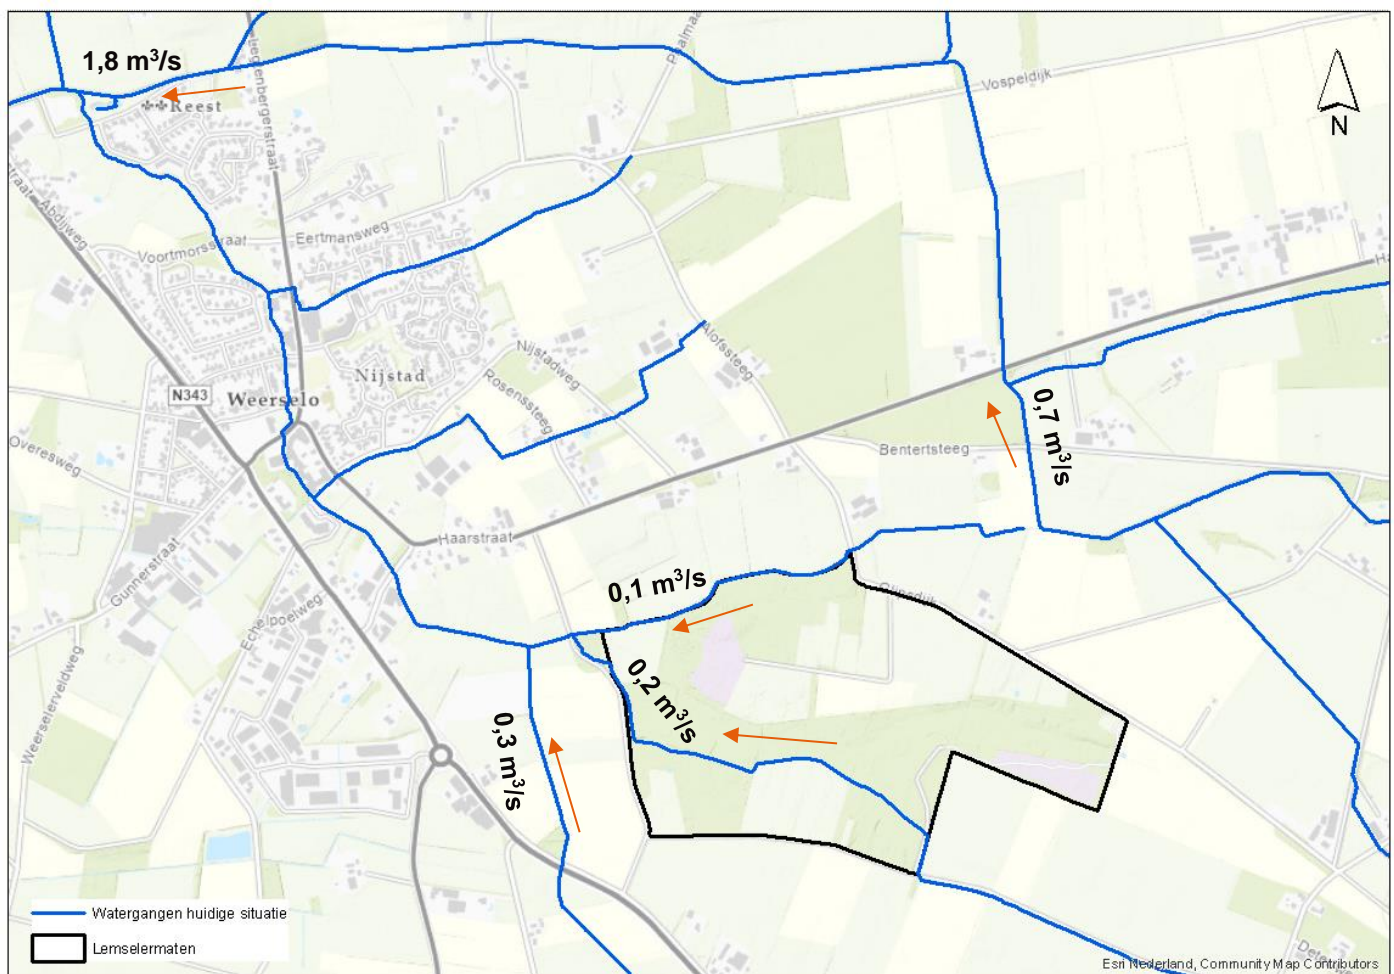 1,8 m³/s
Reest
Vospeldijk
N
Abdijweg
Voortmorsstraat
Eertmansweg
Alofssteeg
Nijstadweg
Nijstad
Rosenssteeg
N343
Weerselo
0,7 m³/s
Bentertsteeg
Overesweg
Haarstraat
Gunnerstraat
Echelpoelweg
0,1 m³/s
0,2 m³/s
Weerselerveldweg
0,3 m³/s
Watergangen huidige situatie
Lemselermaten
Esri Nederland, Community Map Contributors